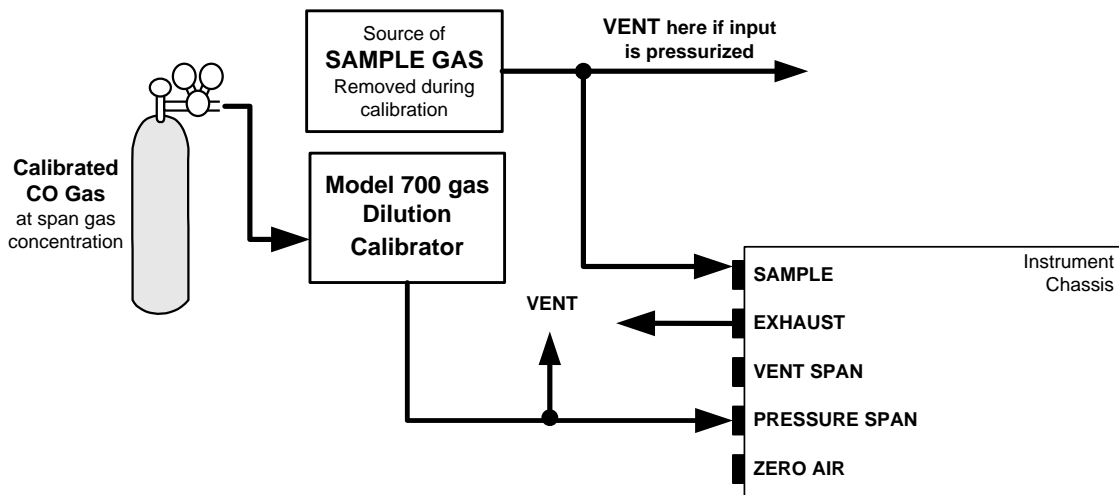 Source of
SAMPLE GAS
Removed during
calibration
VENT here if input
is pressurized
Calibrated
CO Gas
at span gas
concentration
Model 700 gas
Dilution
Calibrator
VENT
Instrument
Chassis
SAMPLE
EXHAUST
VENT SPAN
PRESSURE SPAN
ZERO AIR